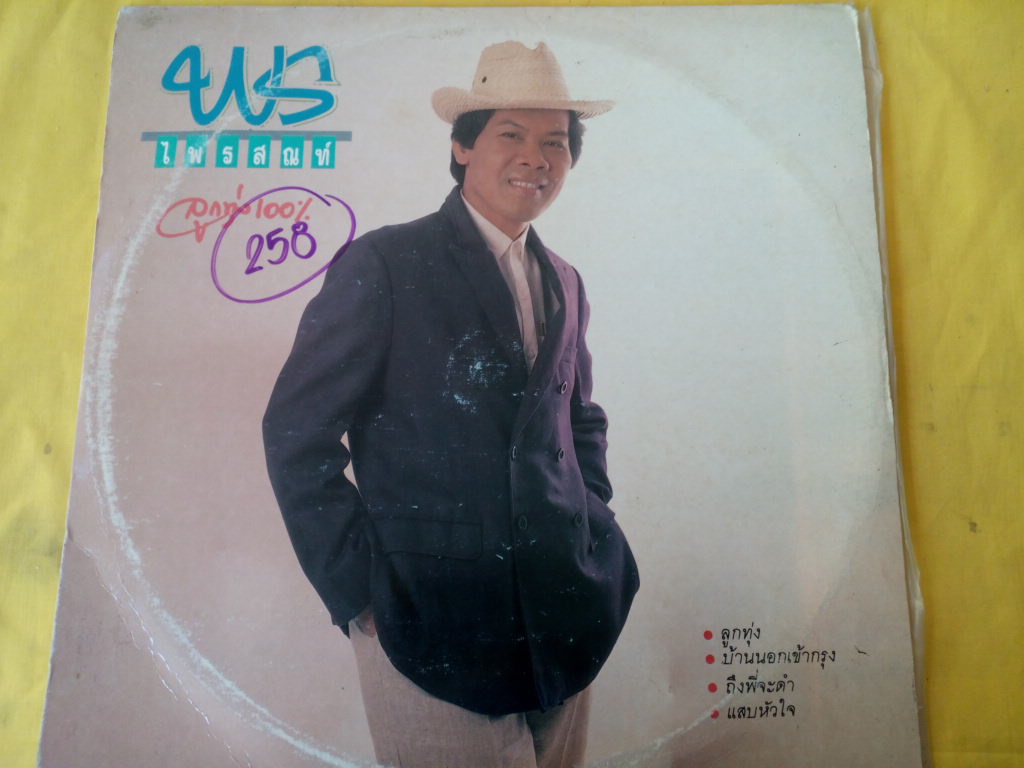 พร
ไพรสณฑ์
ลูกทุ่ง100%
258
ลูกทุ่ง
บ้านนอกเข้ากรุง
ถึงพี่จะดำ
แสบหัวใจ